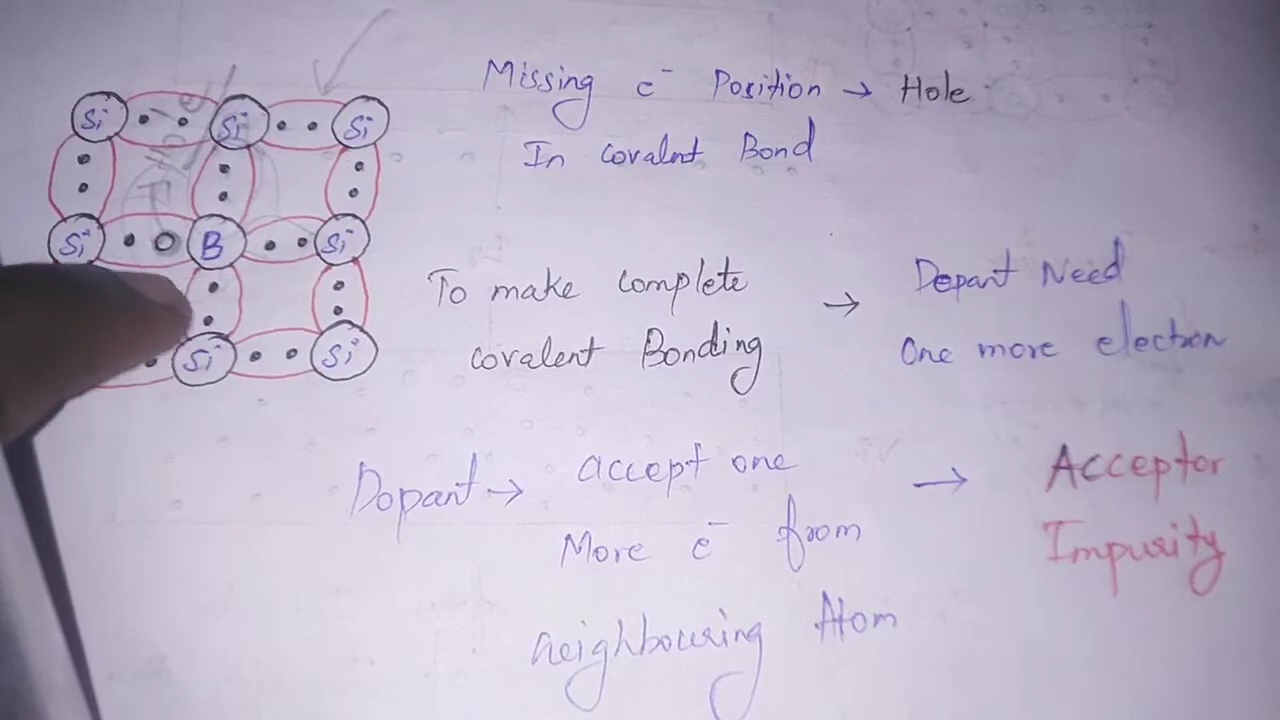 Si Si Si
Missing e⁻ Position → Hole
In covalent Bond
Si B Si
To make complete
covalent Bonding
→ Dopant Need
One more electron
Si Si
Dopant → accept one
More e⁻ from
neighbouring Atom
→ Acceptor
Impurity